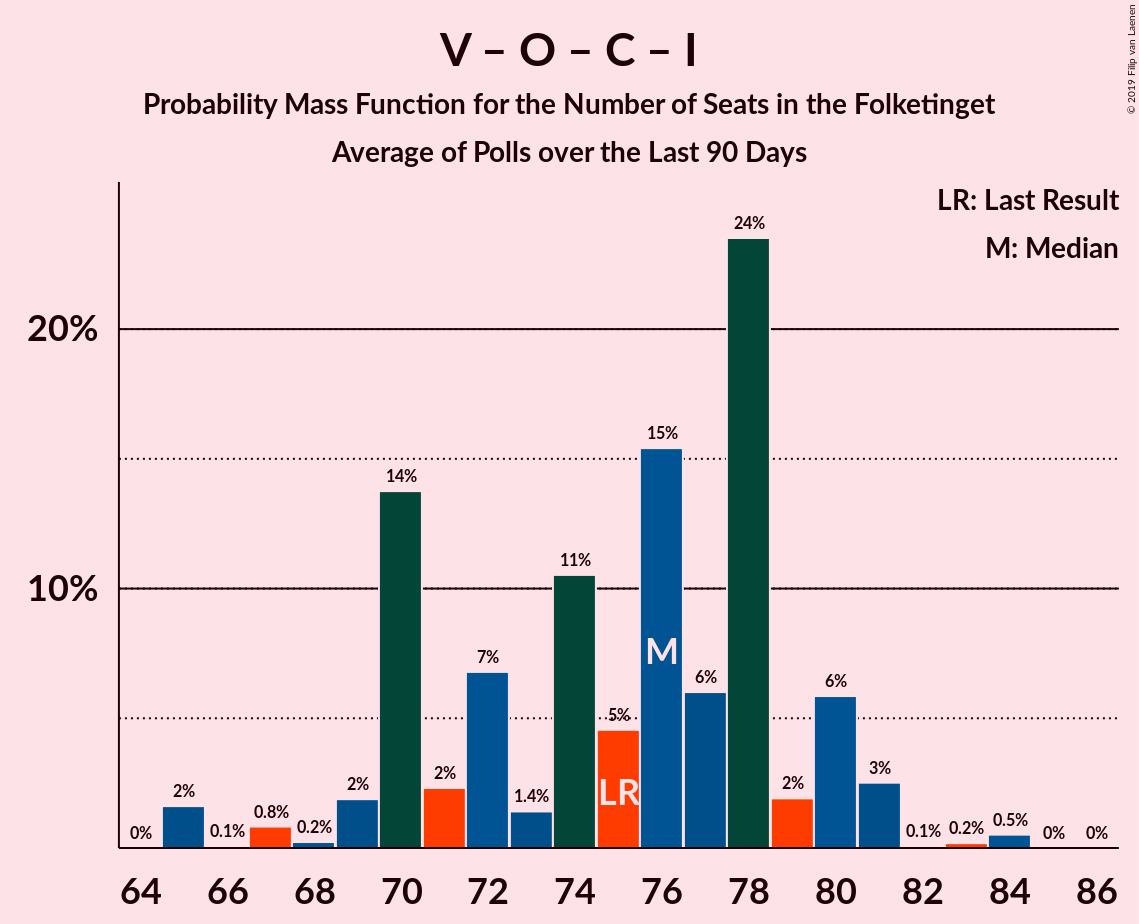 V – O – C – I
Probability Mass Function for the Number of Seats in the Folketinget
Average of Polls over the Last 90 Days
© 2019 Filip van Laenen
LR: Last Result
M: Median
20%
10%
0%
2%
0.1%
0.8%
0.2%
2%
14%
2%
7%
1.4%
11%
5%
15%
6%
24%
2%
6%
3%
0.1%
0.2%
0.5%
0%
0%
LR
M
64 66 68 70 72 74 76 78 80 82 84 86